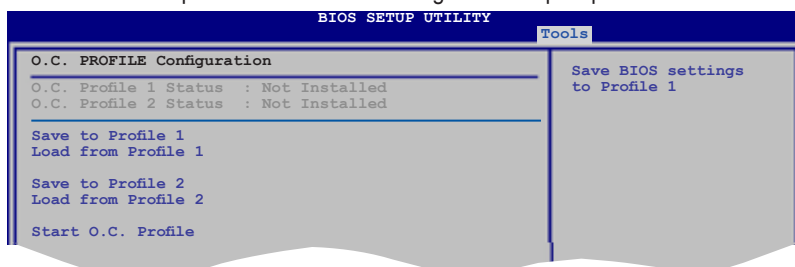 BIOS SETUP UTILITY
Tools
O.C. PROFILE Configuration
O.C. Profile 1 Status : Not Installed
O.C. Profile 2 Status : Not Installed
Save to Profile 1
Load from Profile 1
Save to Profile 2
Load from Profile 2
Start O.C. Profile
Save BIOS settings
to Profile 1